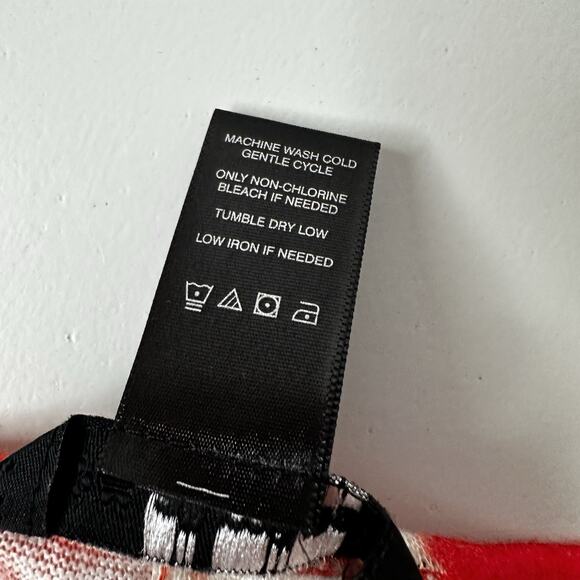 MACHINE WASH COLD
GENTLE CYCLE
ONLY NON-CHLORINE
BLEACH IF NEEDED
TUMBLE DRY LOW
LOW IRON IF NEEDED